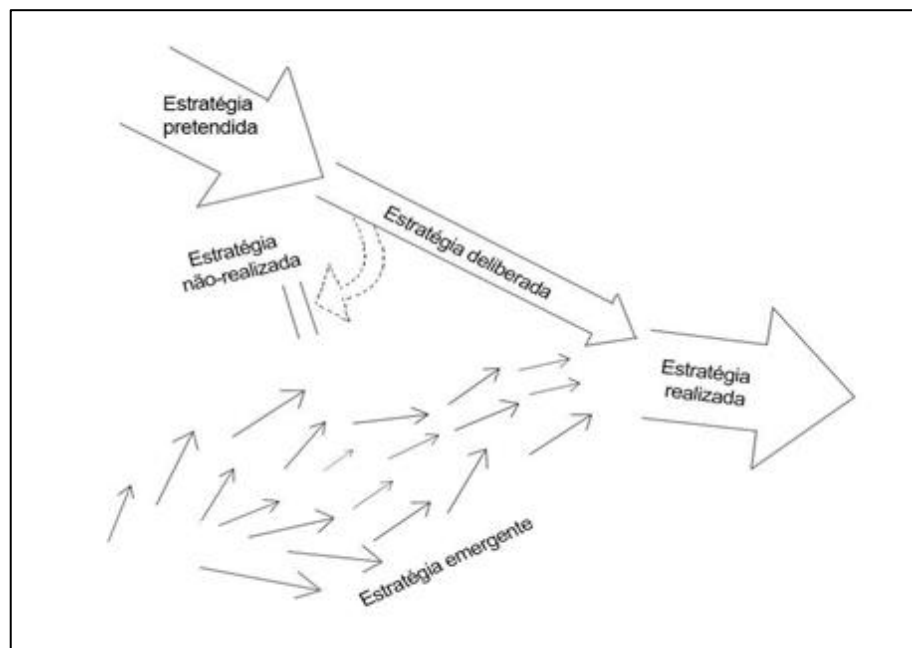 Estratégia
pretendida
Estratégia
não-realizada
Estratégia deliberada
Estratégia
realizada
Estratégia emergente